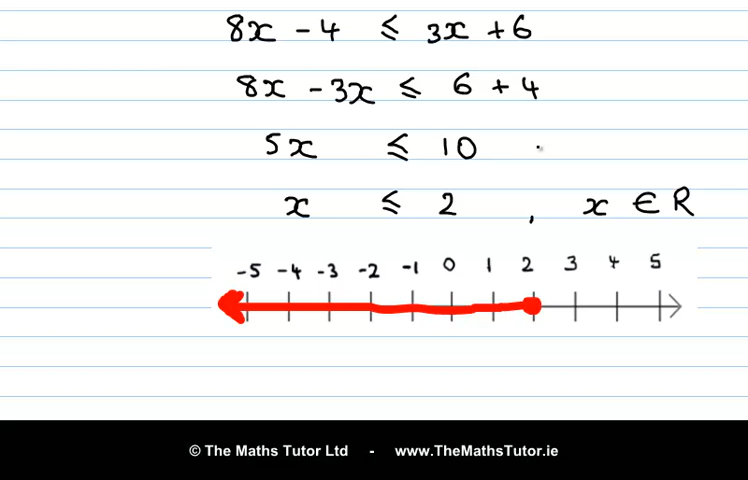 8x - 4 ≤ 3x + 6
8x - 3x ≤ 6 + 4
5x ≤ 10
x ≤ 2 , x ∈ R
-5 -4 -3 -2 -1 0 1 2 3 4 5
© The Maths Tutor Ltd - www.TheMathsTutor.ie